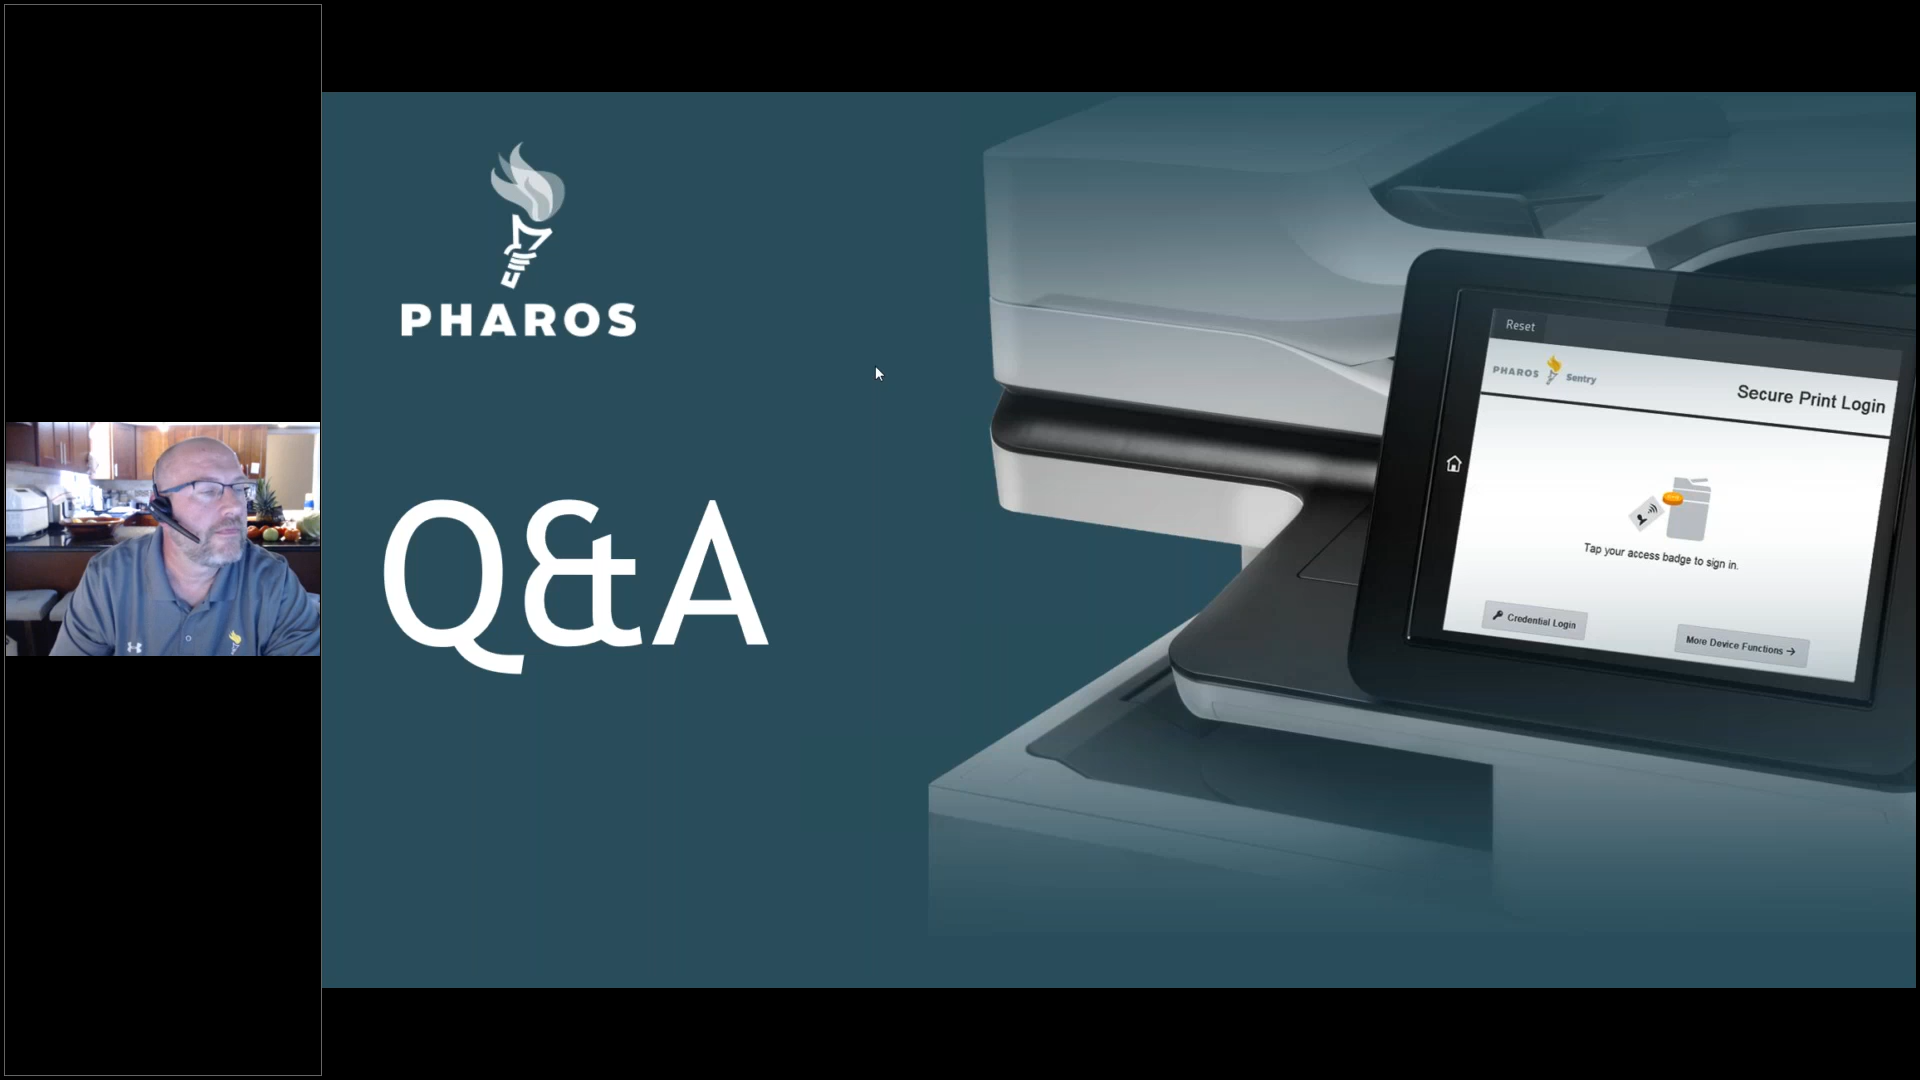 PHAROS
Q&A
Reset
PHAROS Sentry
Secure Print Login
Tap your access badge to sign in.
Credential Login
More Device Functions →